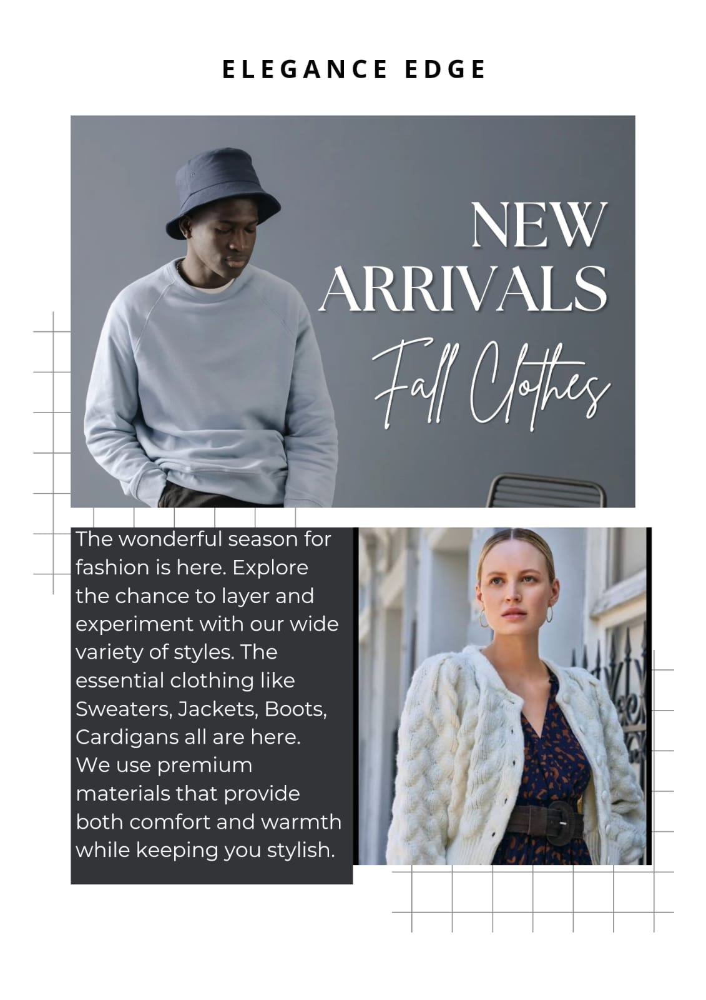 ELEGANCE EDGE
NEW
ARRIVALS
Fall Clothes
The wonderful season for
fashion is here. Explore
the chance to layer and
experiment with our wide
variety of styles. The
essential clothing like
Sweaters, Jackets, Boots,
Cardigans all are here.
We use premium
materials that provide
both comfort and warmth
while keeping you stylish.